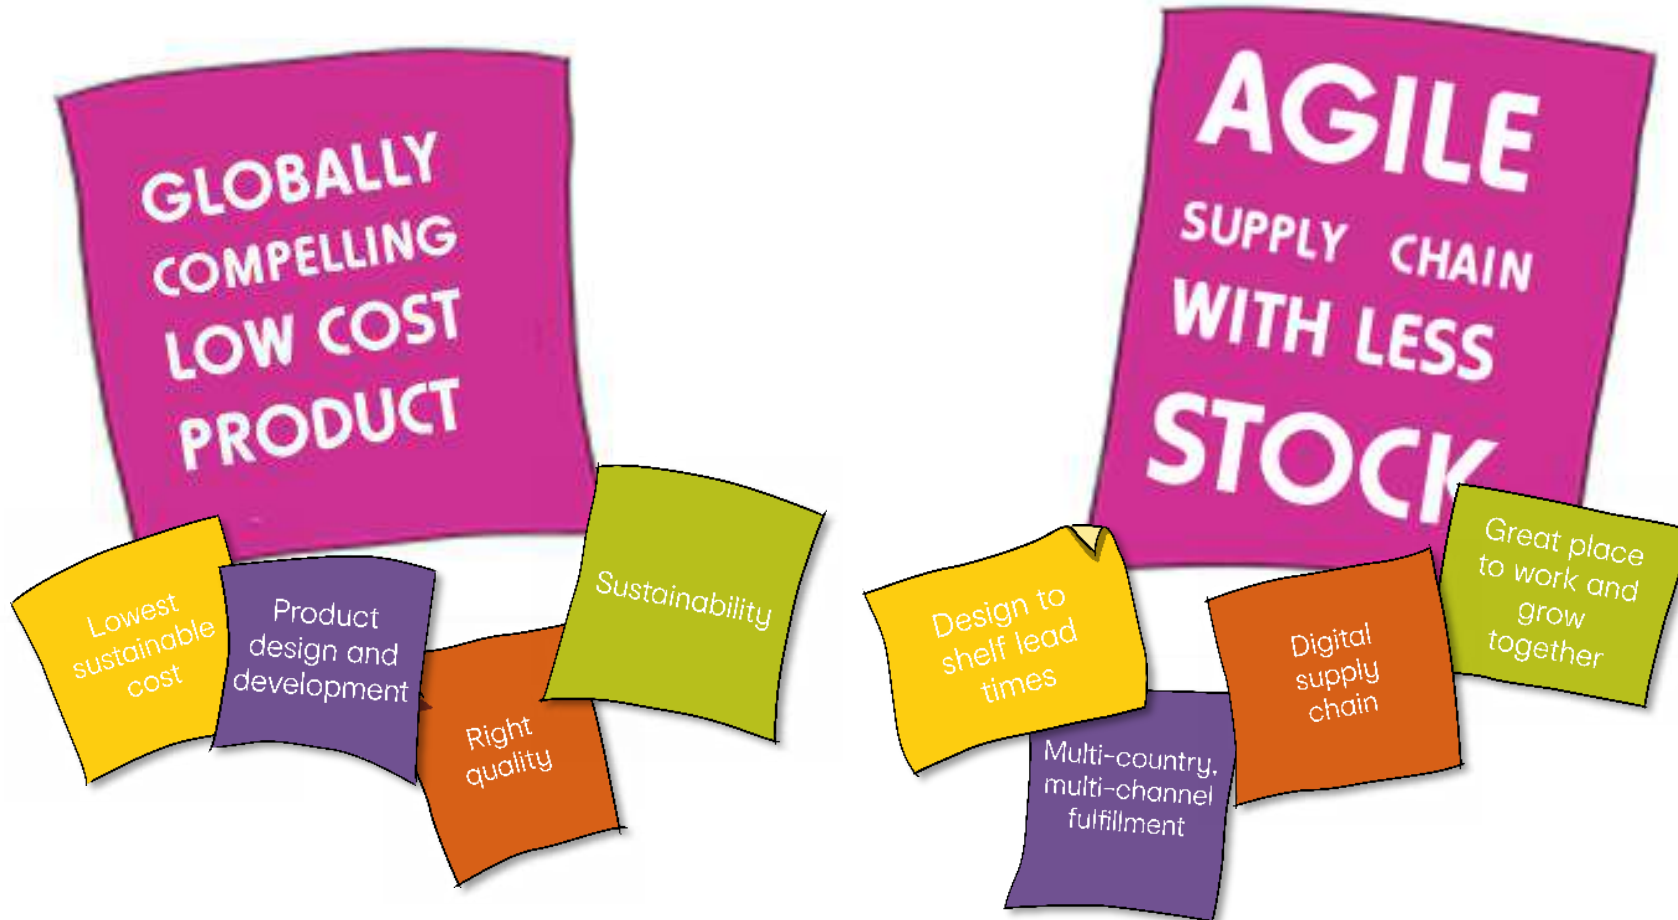 GLOBALLY
COMPELLING
LOW COST
PRODUCT
Lowest
sustainable
cost
Product
design and
development
Right
quality
Sustainability
AGILE
SUPPLY CHAIN
WITH LESS
STOCK
Design to
shelf lead
times
Multi-country,
multi-channel
fulfillment
Digital
supply
chain
Great place
to work and
grow
together